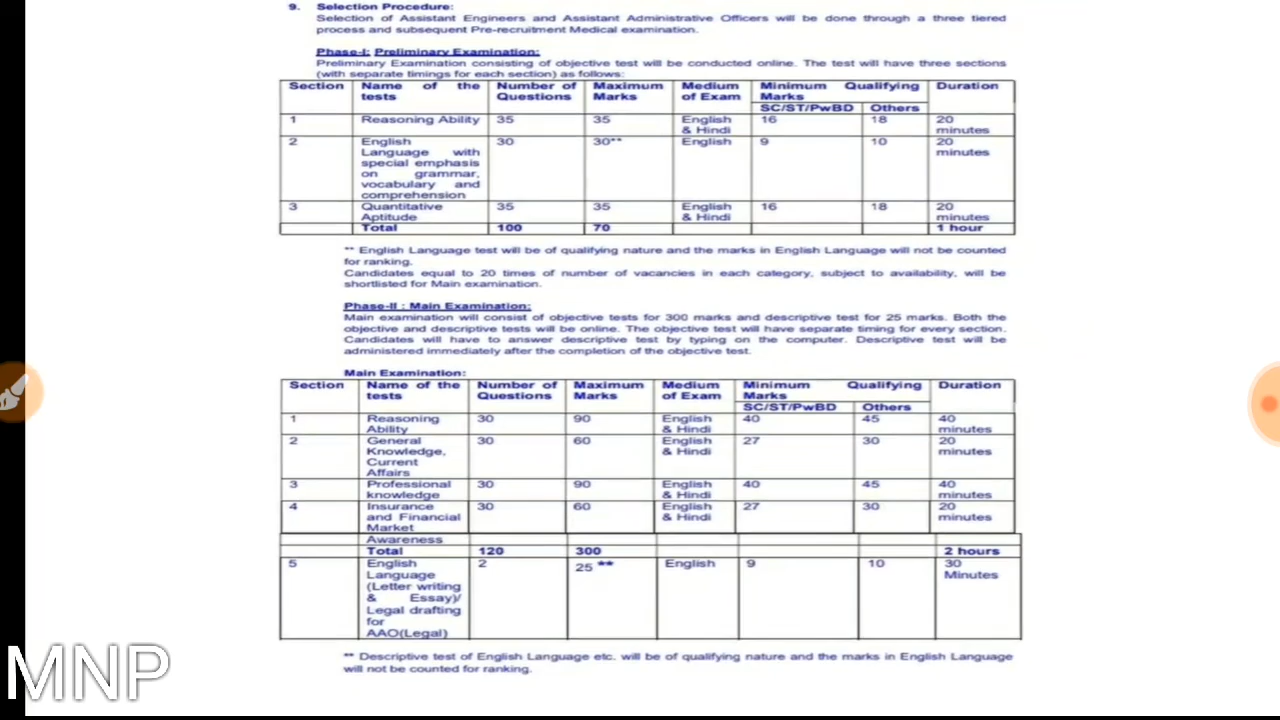 9. Selection Procedure:
Selection of Assistant Engineers and Assistant Administrative Officers will be done through a three tiered
process and subsequent Pre-recruitment Medical examination.
Phase-I: Preliminary Examination:
Preliminary Examination consisting of objective test will be conducted online. The test will have three sections
(with separate timings for each section) as follows:
Section Name of the tests Number of Questions Maximum Marks Medium of Exam Minimum Qualifying Marks Duration
SC/ST/PwBD Others
1 Reasoning Ability 35 35 English & Hindi 16 18 20 minutes
2 English Language with special emphasis on grammar, vocabulary and comprehension 30 30** English 9 10 20 minutes
3 Quantitative Aptitude 35 35 English & Hindi 16 18 20 minutes
Total 100 70 1 hour
** English Language test will be of qualifying nature and the marks in English Language will not be counted
for ranking.
Candidates equal to 20 times of number of vacancies in each category, subject to availability, will be
shortlisted for Main examination.
Phase-II : Main Examination:
Main examination will consist of objective tests for 300 marks and descriptive test for 25 marks. Both the
objective and descriptive tests will be online. The objective test will have separate timing for every section.
Candidates will have to answer descriptive test by typing on the computer. Descriptive test will be
administered immediately after the completion of the objective test.
Main Examination:
Section Name of the tests Number of Questions Maximum Marks Medium of Exam Minimum Qualifying Marks Duration
SC/ST/PwBD Others
1 Reasoning Ability 30 90 English & Hindi 40 45 40 minutes
2 General Knowledge, Current Affairs 30 60 English & Hindi 27 30 20 minutes
3 Professional knowledge 30 90 English & Hindi 40 45 40 minutes
4 Insurance and Financial Market Awareness 30 60 English & Hindi 27 30 20 minutes
Total 120 300 2 hours
5 English Language (Letter writing & Essay)/ Legal drafting for AAO(Legal) 2 25 ** English 9 10 30 Minutes
** Descriptive test of English Language etc. will be of qualifying nature and the marks in English Language
will not be counted for ranking.
MNP